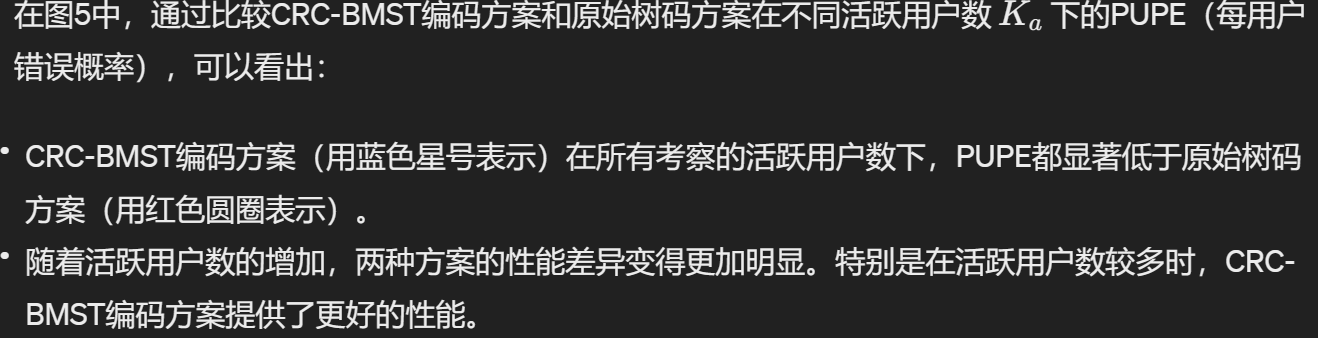 在图5中，通过比较CRC-BMST编码方案和原始树码方案在不同活跃用户数 Kₐ 下的PUPE（每用户
错误概率），可以看出：
• CRC-BMST编码方案（用蓝色星号表示）在所有考察的活跃用户数下，PUPE都显著低于原始树码
方案（用红色圆圈表示）。
• 随着活跃用户数的增加，两种方案的性能差异变得更加明显。特别是在活跃用户数较多时，CRC-
BMST编码方案提供了更好的性能。